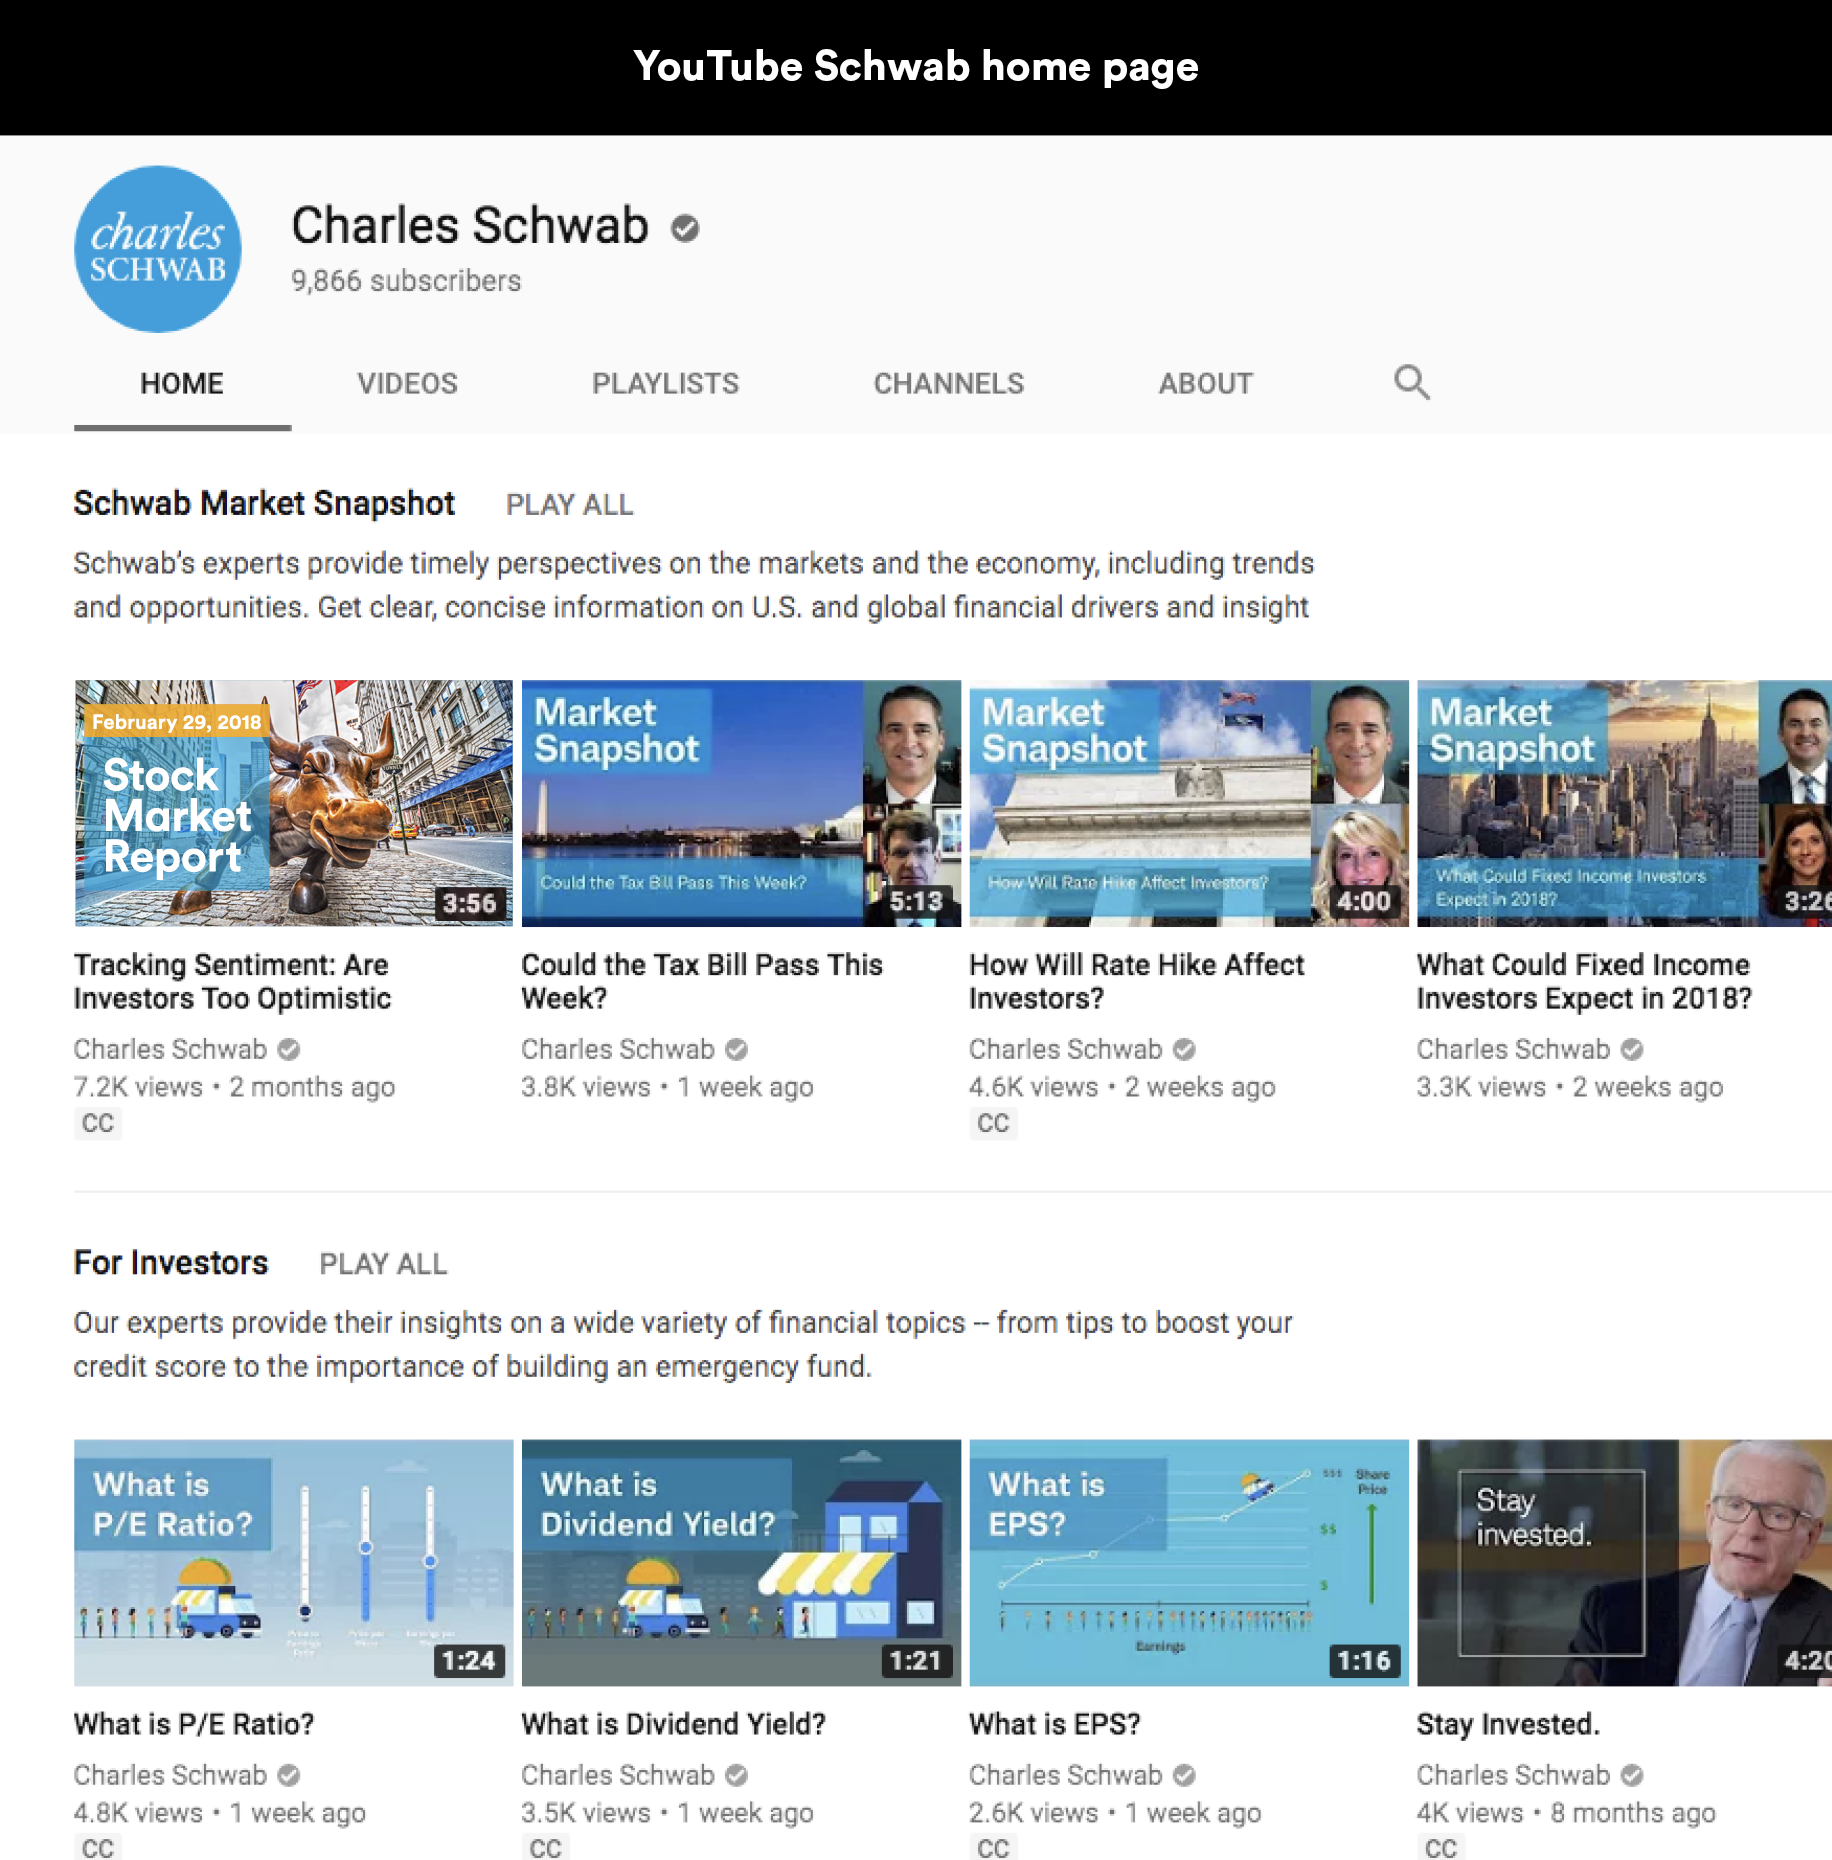 YouTube Schwab home page
charles
SCHWAB
Charles Schwab
9,866 subscribers
HOME
VIDEOS
PLAYLISTS
CHANNELS
ABOUT
Schwab Market Snapshot
PLAY ALL
Schwab's experts provide timely perspectives on the markets and the economy, including trends
and opportunities. Get clear, concise information on U.S. and global financial drivers and insight
February 29, 2018
Stock
Market
Report
3:56
Market
Snapshot
Could the Tax Bill Pass This Week?
5:13
Market
Snapshot
How Will Rate Hike Affect Investors?
4:00
Market
Snapshot
What Could Fixed Income Investors
Expect in 2018?
3:26
Tracking Sentiment: Are
Investors Too Optimistic
Charles Schwab
7.2K views • 2 months ago
CC
Could the Tax Bill Pass This
Week?
Charles Schwab
3.8K views • 1 week ago
How Will Rate Hike Affect
Investors?
Charles Schwab
4.6K views • 2 weeks ago
CC
What Could Fixed Income
Investors Expect in 2018?
Charles Schwab
3.3K views • 2 weeks ago
For Investors
PLAY ALL
Our experts provide their insights on a wide variety of financial topics -- from tips to boost your
credit score to the importance of building an emergency fund.
What is
P/E Ratio?
1:24
What is
Dividend Yield?
1:21
What is
EPS?
$$$
Share
Price
$$
$
Earnings
1:16
Stay
invested.
4:20
What is P/E Ratio?
Charles Schwab
4.8K views • 1 week ago
CC
What is Dividend Yield?
Charles Schwab
3.5K views • 1 week ago
CC
What is EPS?
Charles Schwab
2.6K views • 1 week ago
CC
Stay Invested.
Charles Schwab
4K views • 8 months ago
CC